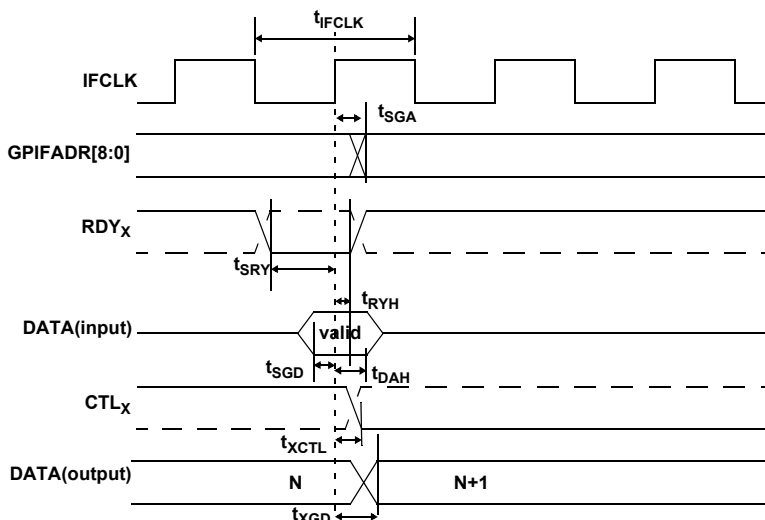 tIFCLK
IFCLK
tSGA
GPIFADR[8:0]
RDYX
tSRY
tRYH
DATA(input)
valid
tSGD
tDAH
CTLX
tXCTL
DATA(output)
N
N+1
tXGD